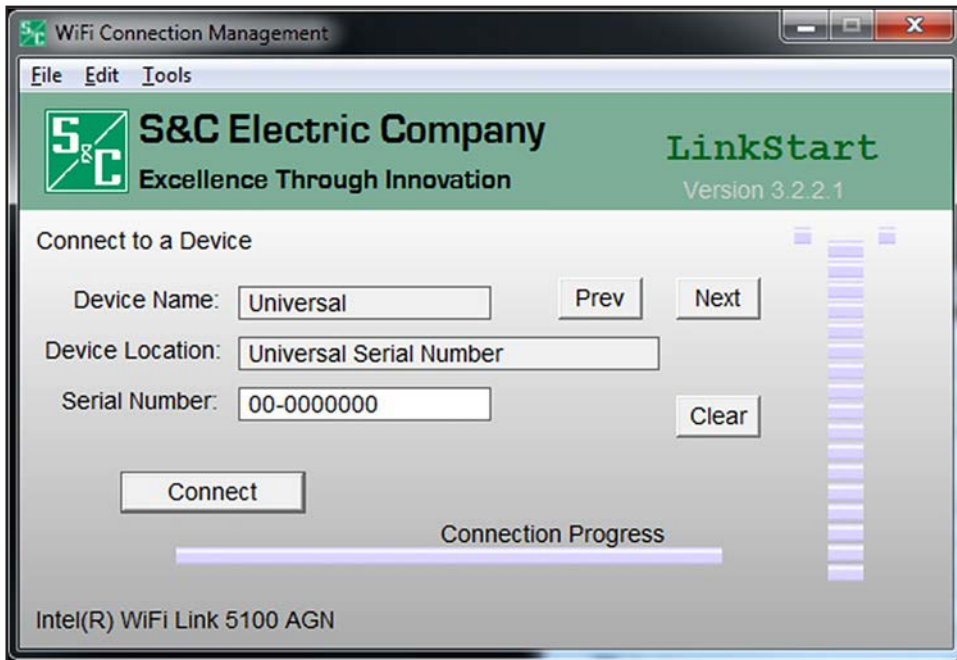 WiFi Connection Management
File Edit Tools
S&C
S&C Electric Company
Excellence Through Innovation
LinkStart
Version 3.2.2.1
Connect to a Device
Device Name: Universal
Prev Next
Device Location: Universal Serial Number
Serial Number: 00-0000000
Clear
Connect
Connection Progress
Intel(R) WiFi Link 5100 AGN